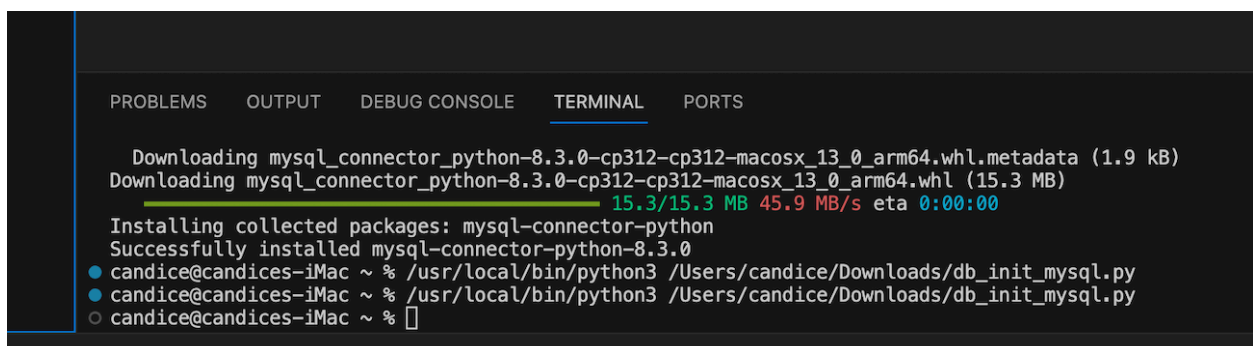 PROBLEMS OUTPUT DEBUG CONSOLE TERMINAL PORTS
Downloading mysql_connector_python-8.3.0-cp312-cp312-macosx_13_0_arm64.whl.metadata (1.9 kB)
Downloading mysql_connector_python-8.3.0-cp312-cp312-macosx_13_0_arm64.whl (15.3 MB)
15.3/15.3 MB 45.9 MB/s eta 0:00:00
Installing collected packages: mysql-connector-python
Successfully installed mysql-connector-python-8.3.0
candice@candices-iMac ~ % /usr/local/bin/python3 /Users/candice/Downloads/db_init_mysql.py
candice@candices-iMac ~ % /usr/local/bin/python3 /Users/candice/Downloads/db_init_mysql.py
candice@candices-iMac ~ %